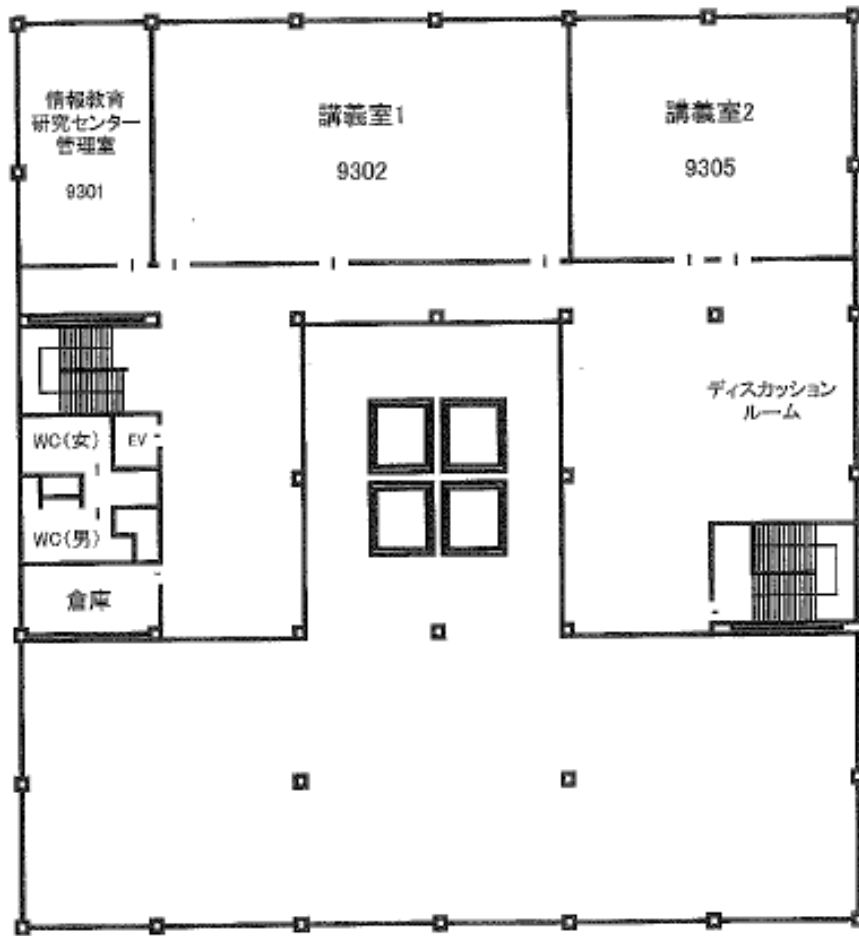 情報教育
研究センター
管理室
9301
講義室1
9302
講義室2
9305
ディスカッション
ルーム
WC(女)
EV
WC(男)
倉庫